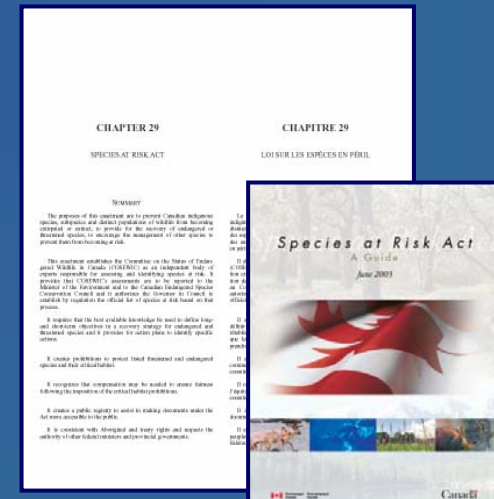 CHAPTER 29
SPECIES AT RISK ACT
SUMMARY
The purposes of this enactment are to prevent Canadian indigenous
species, subspecies and distinct populations of wildlife from becoming
extirpated or extinct, to provide for the recovery of endangered or
threatened species, to encourage the management of other species to
prevent them from becoming at risk.
This enactment establishes the Committee on the Status of Endan-
gered Wildlife in Canada (COSEWIC) as an independent body of
experts responsible for assessing and identifying species at risk. It
provides that COSEWIC's assessments are to be reported to the
Minister of the Environment and to the Canadian Endangered Species
Conservation Council and it authorizes the Governor in Council to
establish by regulation the official list of species at risk based on that
process.
It requires that the best available knowledge be used to define long-
and short-term objectives in a recovery strategy for endangered and
threatened species and it provides for action plans to identify specific
actions.
It creates prohibitions to protect listed threatened and endangered
species and their critical habitat.
It recognizes that compensation may be needed to ensure fairness
following the imposition of the critical habitat prohibitions.
It creates a public registry to assist in making documents under the
Act more accessible to the public.
It is consistent with Aboriginal and treaty rights and respects the
authority of other federal ministers and provincial governments.
CHAPITRE 29
LOI SUR LES ESPÈCES EN PÉRIL
Species at Risk Act
A Guide
June 2003
Canada